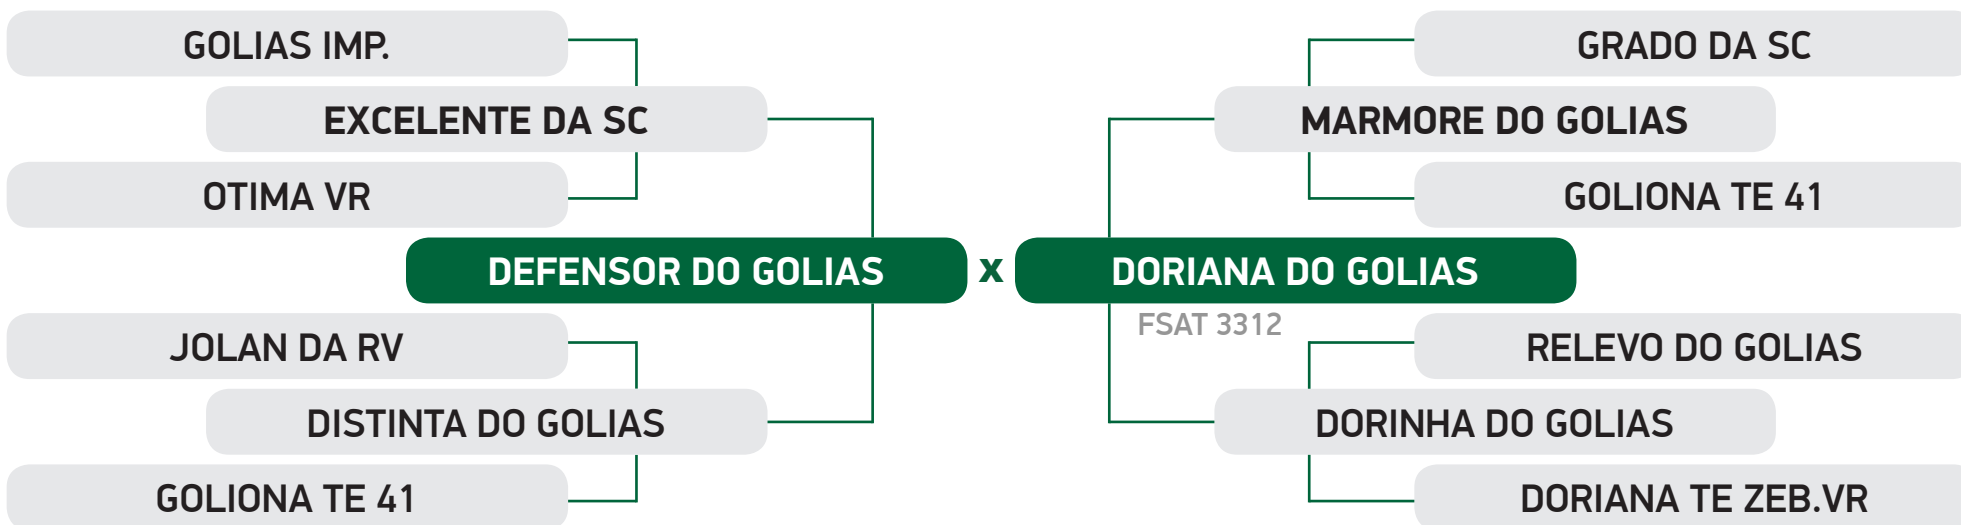 GOLIAS IMP.
GRADO DA SC
EXCELENTE DA SC
MARMORE DO GOLIAS
OTIMA VR
GOLIONA TE 41
DEFENSOR DO GOLIAS x DORIANA DO GOLIAS
FSAT 3312
JOLAN DA RV
RELEVO DO GOLIAS
DISTINTA DO GOLIAS
DORINHA DO GOLIAS
GOLIONA TE 41
DORIANA TE ZEB.VR